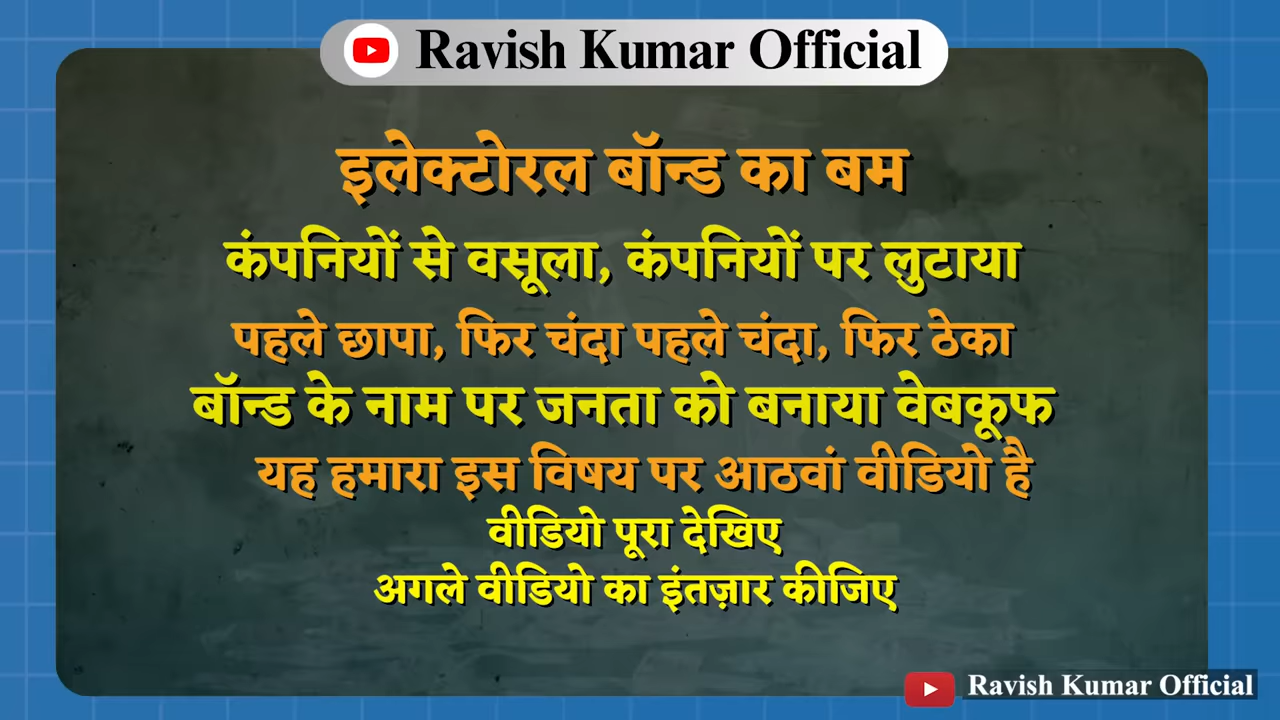 Ravish Kumar Official
इलेक्टोरल बॉन्ड का बम
कंपनियों से वसूला, कंपनियों पर लुटाया
पहले छापा, फिर चंदा पहले चंदा, फिर ठेका
बॉन्ड के नाम पर जनता को बनाया वेबकूफ
यह हमारा इस विषय पर आठवां वीडियो है
वीडियो पूरा देखिए
अगले वीडियो का इंतज़ार कीजिए
Ravish Kumar Official